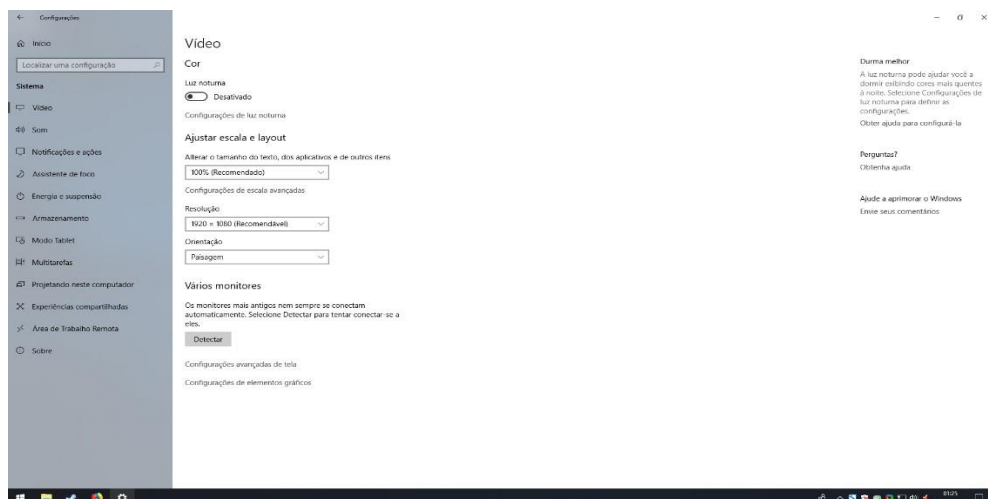 Configurações
Início
Localizar uma configuração
Sistema
Vídeo
Som
Notificações e ações
Assistente de foco
Energia e suspensão
Armazenamento
Modo Tablet
Multitarefas
Projetando neste computador
Experiências compartilhadas
Área de Trabalho Remota
Sobre
Vídeo
Cor
Luz noturna
Desativado
Configurações de luz noturna
Ajustar escala e layout
Alterar o tamanho do texto, dos aplicativos e de outros itens
100% (Recomendado)
Configurações de escala avançadas
Resolução
1920 × 1080 (Recomendável)
Orientação
Paisagem
Vários monitores
Os monitores mais antigos nem sempre se conectam
automaticamente. Selecione Detectar para tentar conectar-se a
eles.
Detectar
Configurações avançadas de tela
Configurações de elementos gráficos
Durma melhor
A luz noturna pode ajudar você a
dormir exibindo cores mais quentes
à noite. Selecione Configurações de
luz noturna para definir as
configurações.
Obter ajuda para configurá-la
Perguntas?
Obtenha ajuda
Ajude a aprimorar o Windows
Envie seus comentários
01:25